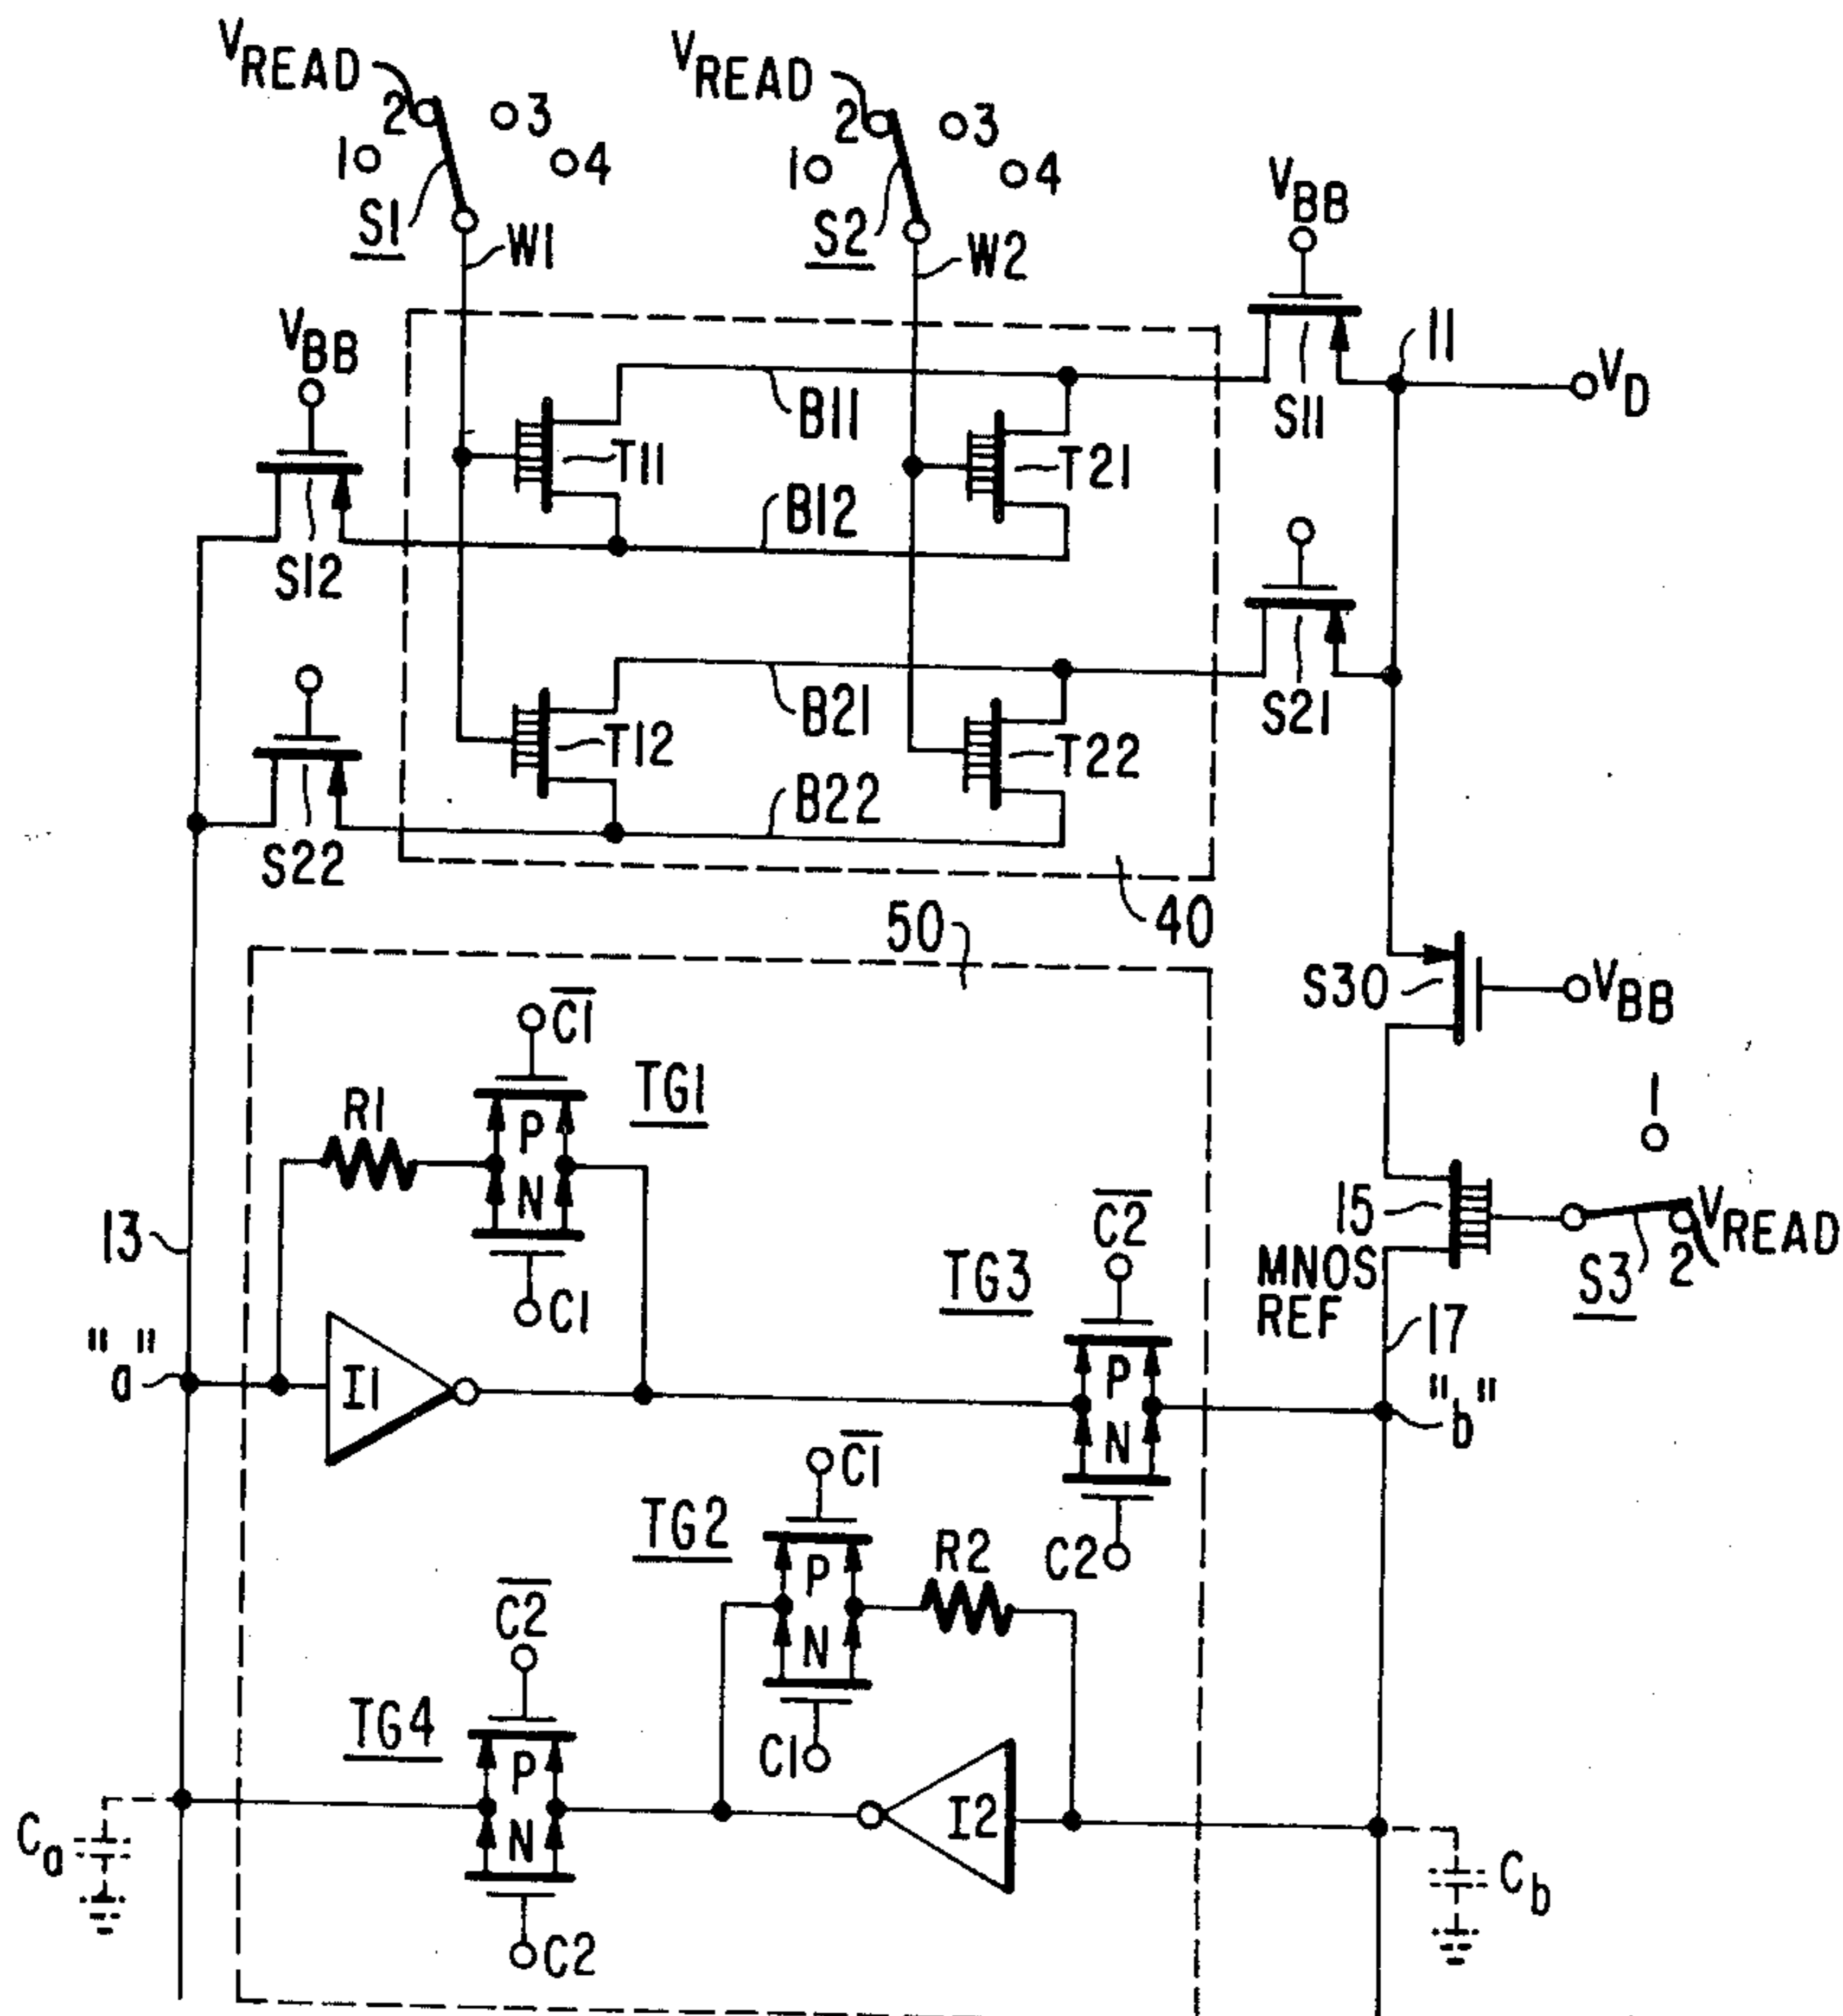 VREAD
VREAD
2 3
2 3
1 4
1 4
S1
S2
W1
W2
VBB
VBB
11
VD
S11
T11
B11
T21
B12
S12
S21
T12
B21
T22
B22
S22
40
50
S30
VBB
C1
TG1
R1
P
N
1
13
C1
C2
TG3
15
MNOS
REF
S3
2
VREAD
17
"a"
I1
P
N
"b"
C1
TG2
R2
P
N
C2
C2
TG4
P
N
C1
I2
Ca
Cb
C2